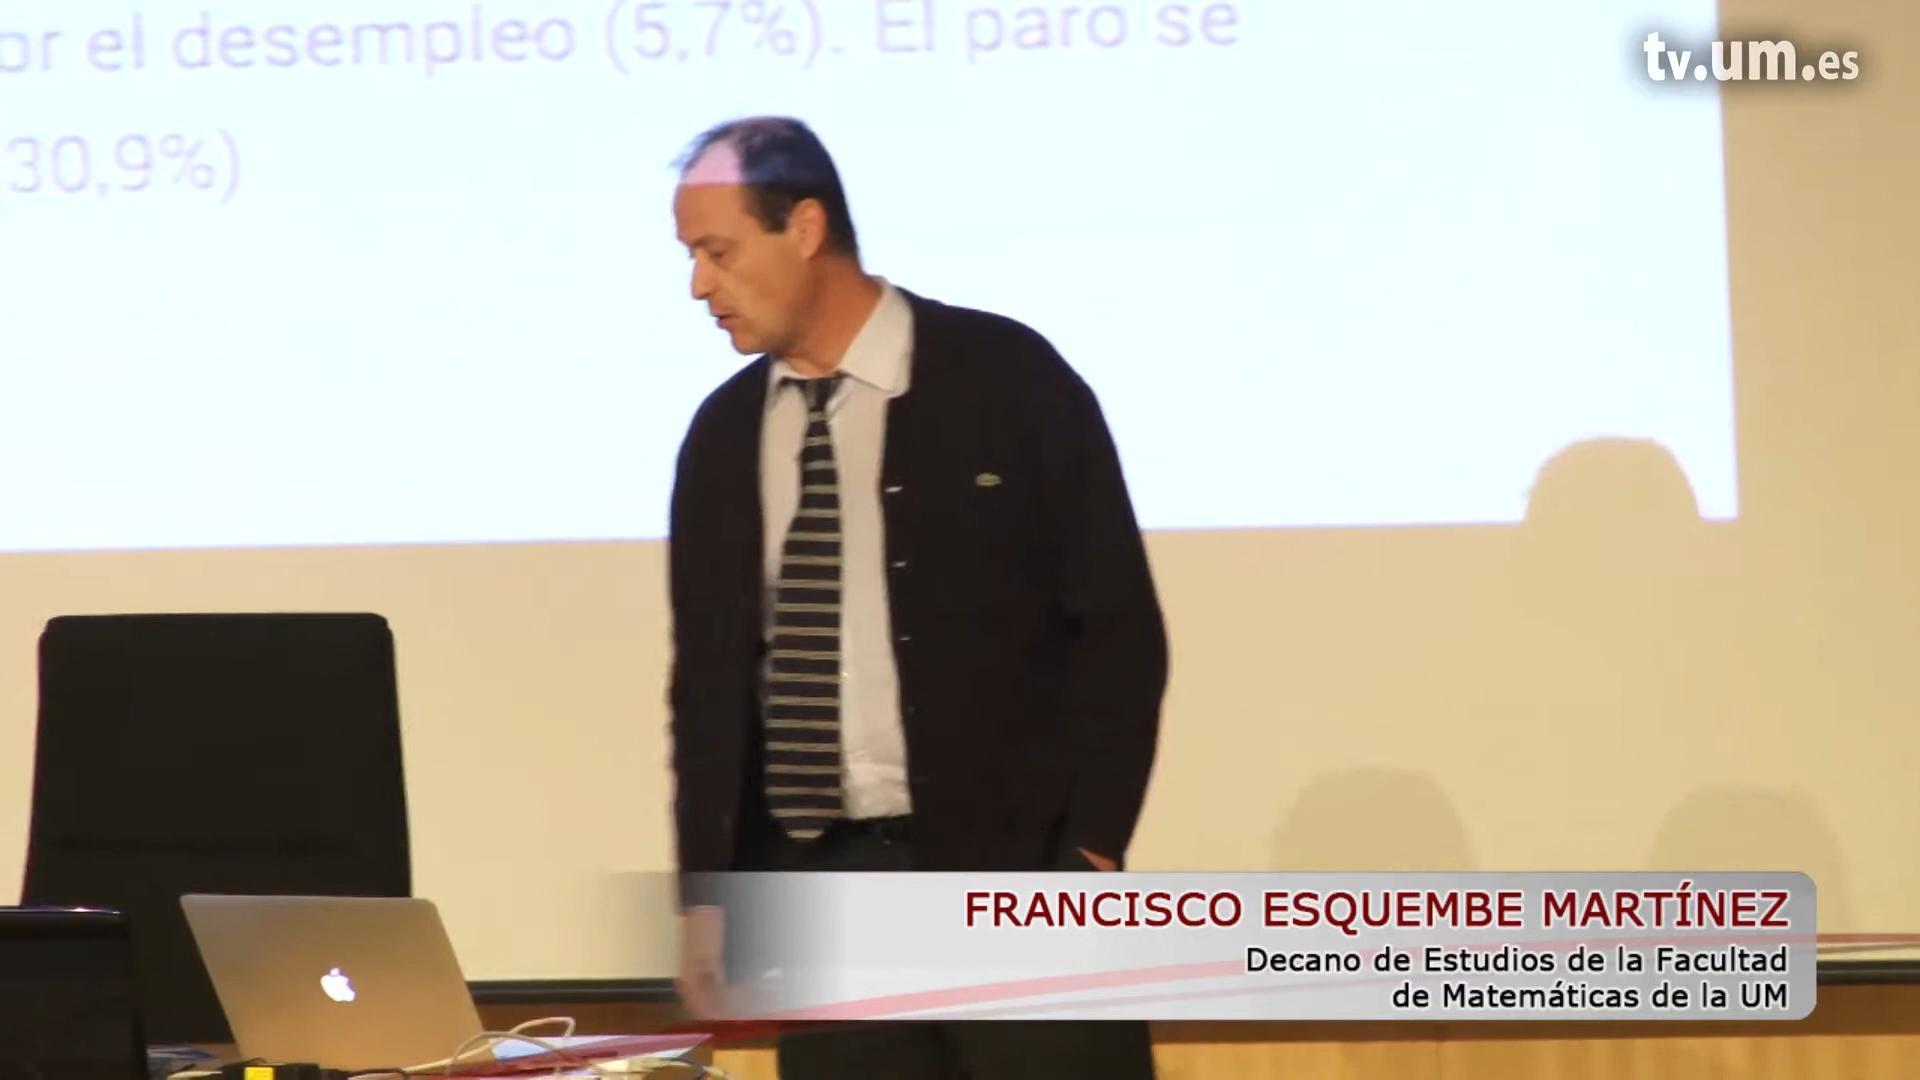 or el desempleo (5,7%). El paro se
30,9%)
tv.um.es
FRANCISCO ESQUEMBE MARTÍNEZ
Decano de Estudios de la Facultad
de Matemáticas de la UM